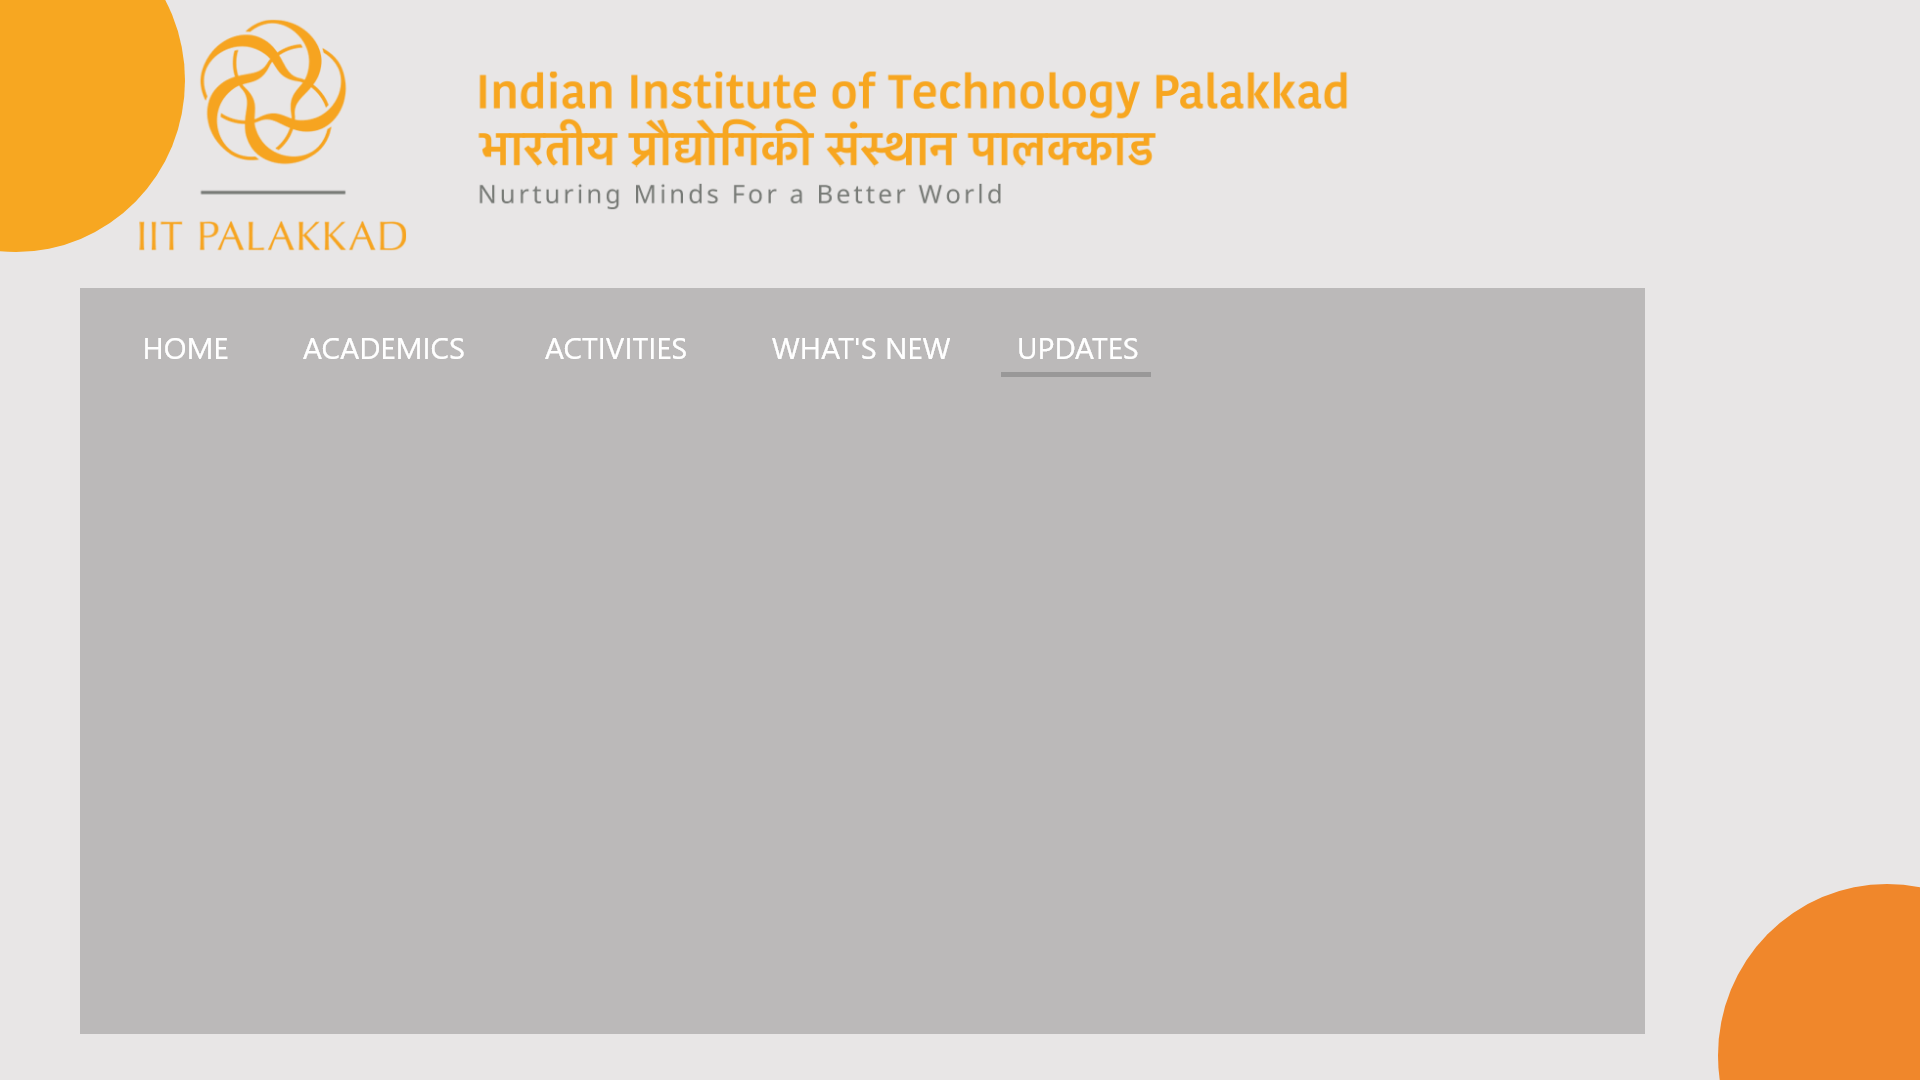 Indian Institute of Technology Palakkad
भारतीय प्रौद्योगिकी संस्थान पालक्काड
Nurturing Minds For a Better World
IIT PALAKKAD
HOME ACADEMICS ACTIVITIES WHAT'S NEW UPDATES